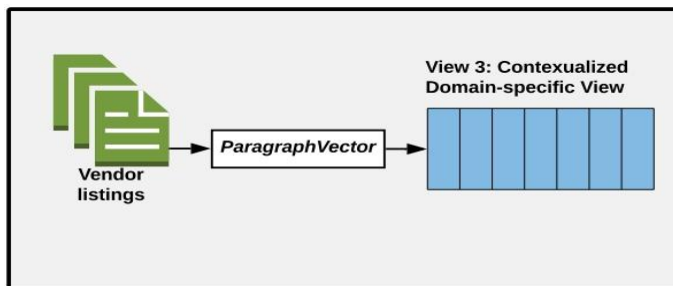 View 3: Contexualized
Domain-specific View
ParagraphVector
Vendor
listings